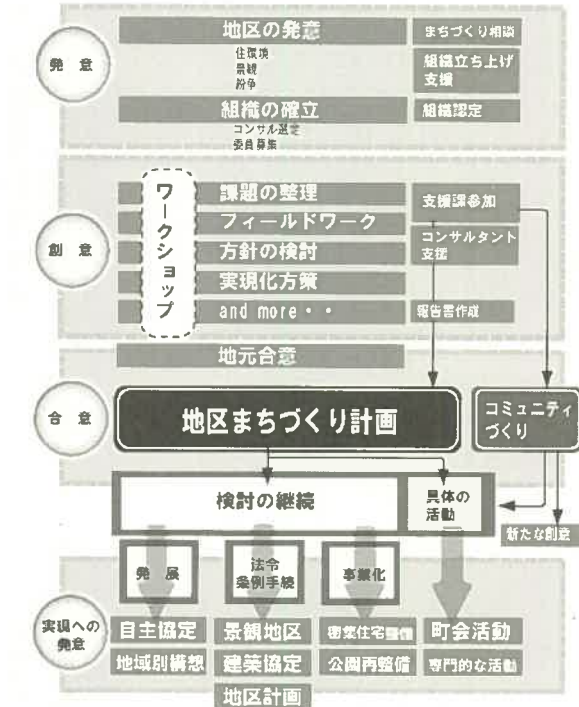 地区の発意
まちづくり相談
発 意
住環境
景観
紛争
組織立ち上げ
支援
組織の確立
組織認定
コンサル選定
委員募集
ワークショップ
課題の整理
支援課参加
フィールドワーク
創 意
方針の検討
コンサルタント
支援
実現化方策
and more・・
報告書作成
地元合意
合 意
地区まちづくり計画
コミュニティ
づくり
検討の継続
具体の
活動
新たな創意
発 展
法令
条例手続
事業化
実現への
発意
自主協定
景観地区
密集住宅整備
町会活動
地域別構想
建築協定
公園再整備
専門的な活動
地区計画